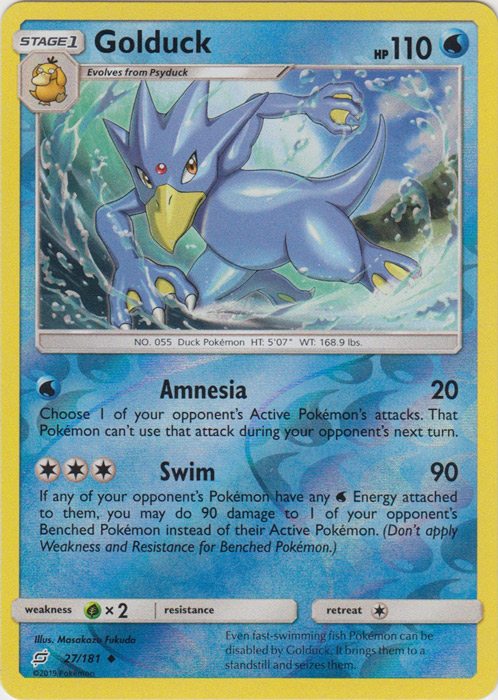 STAGE 1
Golduck
HP 110
Evolves from Psyduck
NO. 055 Duck Pokémon HT: 5'07" WT: 168.9 lbs.
Amnesia 20
Choose 1 of your opponent's Active Pokémon's attacks. That
Pokémon can't use that attack during your opponent's next turn.
Swim 90
If any of your opponent's Pokémon have any Energy attached
to them, you may do 90 damage to 1 of your opponent's
Benched Pokémon instead of their Active Pokémon. (Don't apply
Weakness and Resistance for Benched Pokémon.)
weakness ×2 resistance retreat
Illus. Masakazu Fukuda
27/181
©2019 Pokémon
Even fast-swimming fish Pokémon can be
disabled by Golduck. It brings them to a
standstill and seizes them.